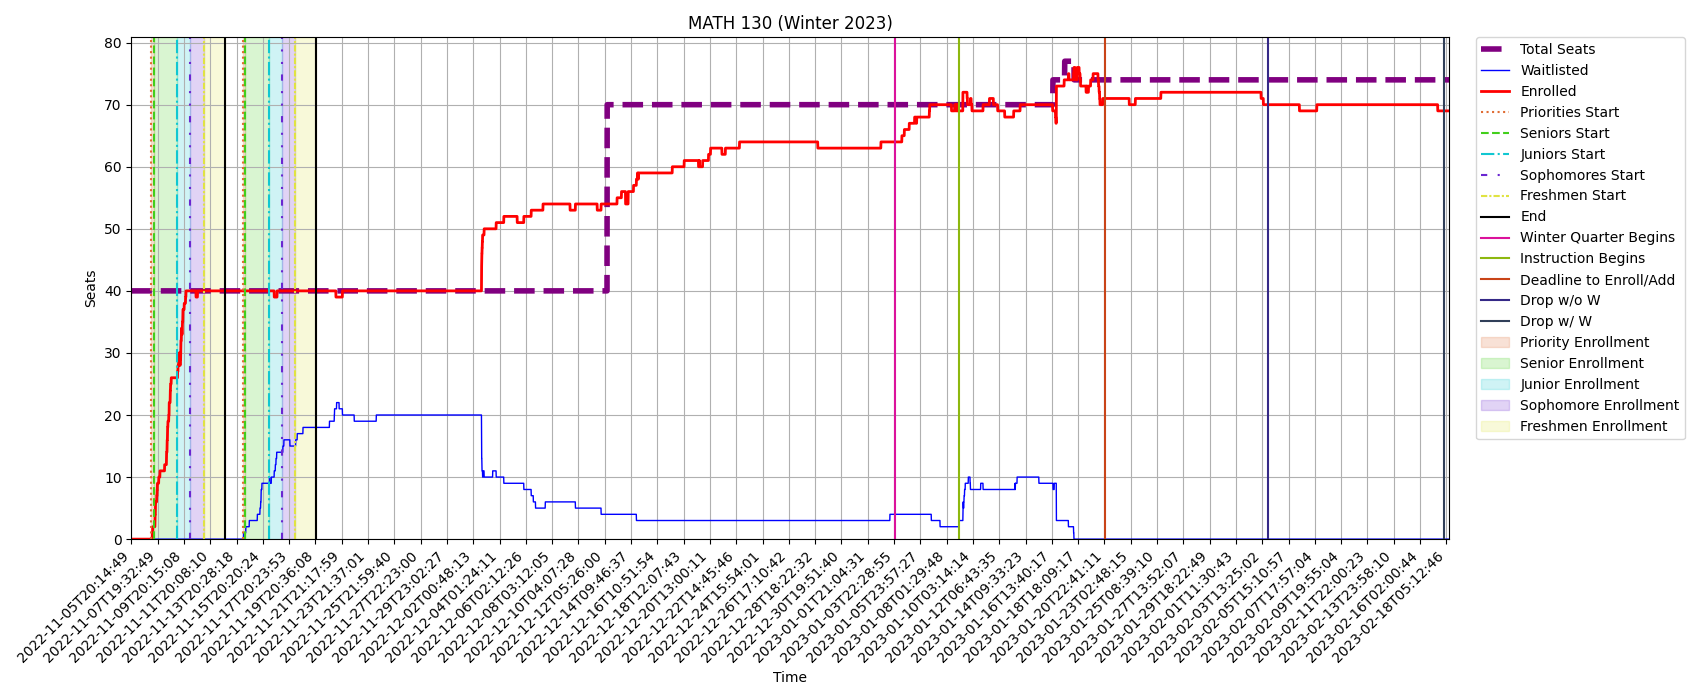 MATH 130 (Winter 2023)
Seats
80
70
60
50
40
30
20
10
0
2022-11-05T20:14:49
2022-11-07T19:32:49
2022-11-09T20:15:08
2022-11-11T20:08:10
2022-11-13T20:28:18
2022-11-15T20:20:24
2022-11-17T20:23:53
2022-11-19T20:36:08
2022-11-21T21:17:59
2022-11-23T21:37:01
2022-11-25T21:59:40
2022-11-27T22:23:00
2022-11-29T23:02:27
2022-12-02T00:48:13
2022-12-04T01:24:11
2022-12-06T02:12:26
2022-12-08T03:12:05
2022-12-10T04:07:28
2022-12-12T05:26:00
2022-12-14T09:46:37
2022-12-16T10:51:54
2022-12-18T12:07:43
2022-12-20T13:00:11
2022-12-22T14:45:46
2022-12-24T15:54:01
2022-12-26T17:10:42
2022-12-28T18:22:32
2022-12-30T19:51:40
2023-01-01T21:04:31
2023-01-03T22:28:55
2023-01-05T23:57:27
2023-01-08T01:29:48
2023-01-10T03:14:14
2023-01-12T06:43:35
2023-01-14T09:33:23
2023-01-16T13:40:17
2023-01-18T18:09:17
2023-01-20T22:41:11
2023-01-23T02:48:15
2023-01-25T08:39:10
2023-01-27T13:52:07
2023-01-29T18:22:49
2023-02-01T11:30:43
2023-02-03T13:25:02
2023-02-05T15:10:57
2023-02-07T17:57:04
2023-02-09T19:55:04
2023-02-11T22:00:23
2023-02-13T23:58:10
2023-02-16T02:00:44
2023-02-18T05:12:46
Time
Total Seats
Waitlisted
Enrolled
Priorities Start
Seniors Start
Juniors Start
Sophomores Start
Freshmen Start
End
Winter Quarter Begins
Instruction Begins
Deadline to Enroll/Add
Drop w/o W
Drop w/ W
Priority Enrollment
Senior Enrollment
Junior Enrollment
Sophomore Enrollment
Freshmen Enrollment